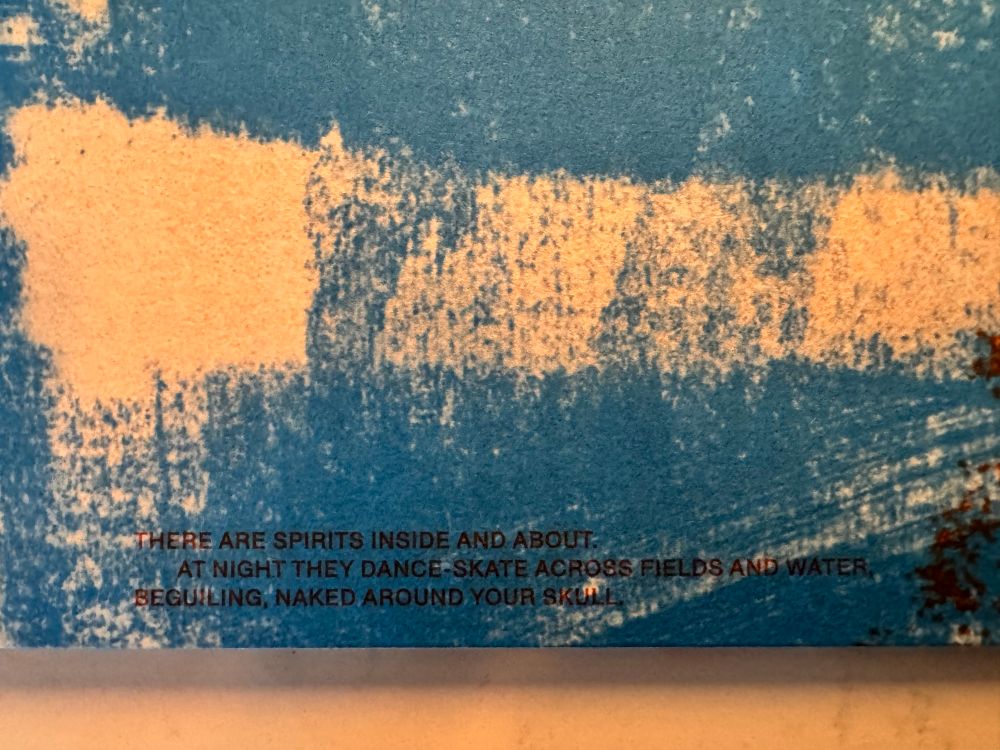 THERE ARE SPIRITS INSIDE AND ABOUT.
AT NIGHT THEY DANCE-SKATE ACROSS FIELDS AND WATER,
BEGUILING, NAKED AROUND YOUR SKULL.